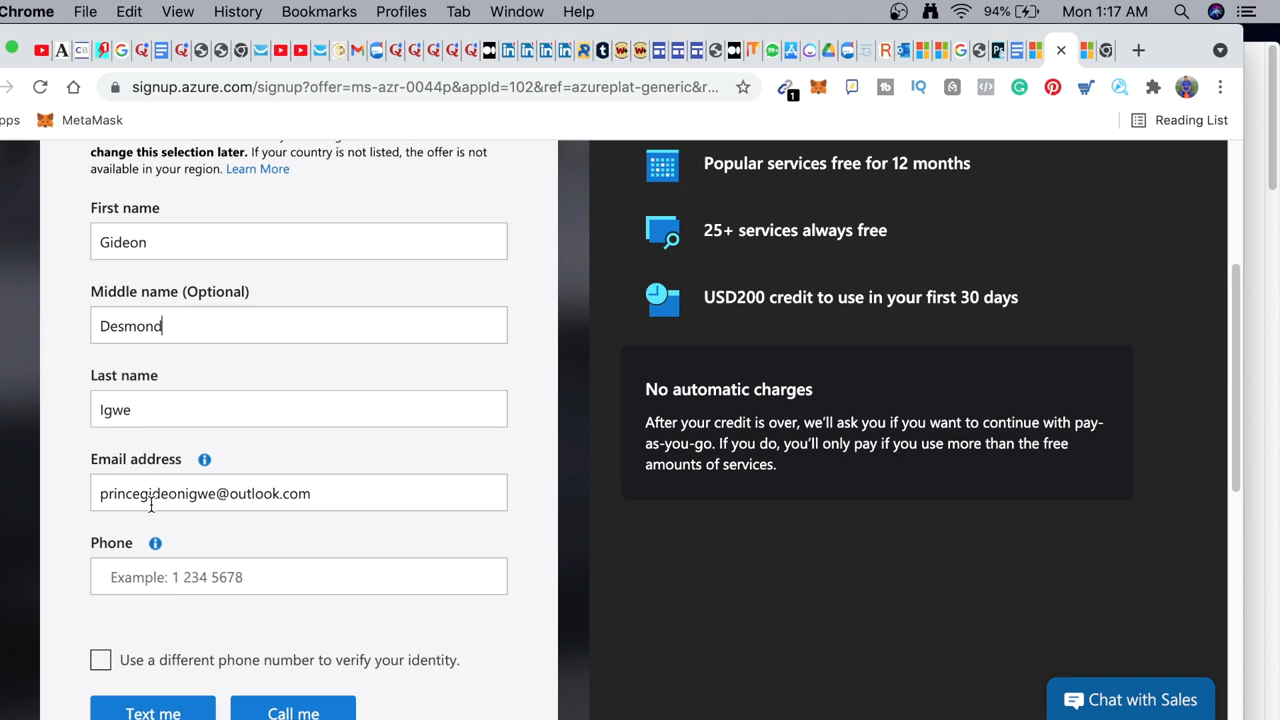 Chrome File Edit View History Bookmarks Profiles Tab Window Help 94% Mon 1:17 AM
signup.azure.com/signup?offer=ms-azr-0044p&appId=102&ref=azureplat-generic&r...
pps MetaMask Reading List
change this selection later. If your country is not listed, the offer is not
available in your region. Learn More
First name
Gideon
Middle name (Optional)
Desmond
Last name
Igwe
Email address
princegideonigwe@outlook.com
Phone
Example: 1 234 5678
Use a different phone number to verify your identity.
Text me Call me
Popular services free for 12 months
25+ services always free
USD200 credit to use in your first 30 days
No automatic charges
After your credit is over, we'll ask you if you want to continue with pay-
as-you-go. If you do, you'll only pay if you use more than the free
amounts of services.
Chat with Sales